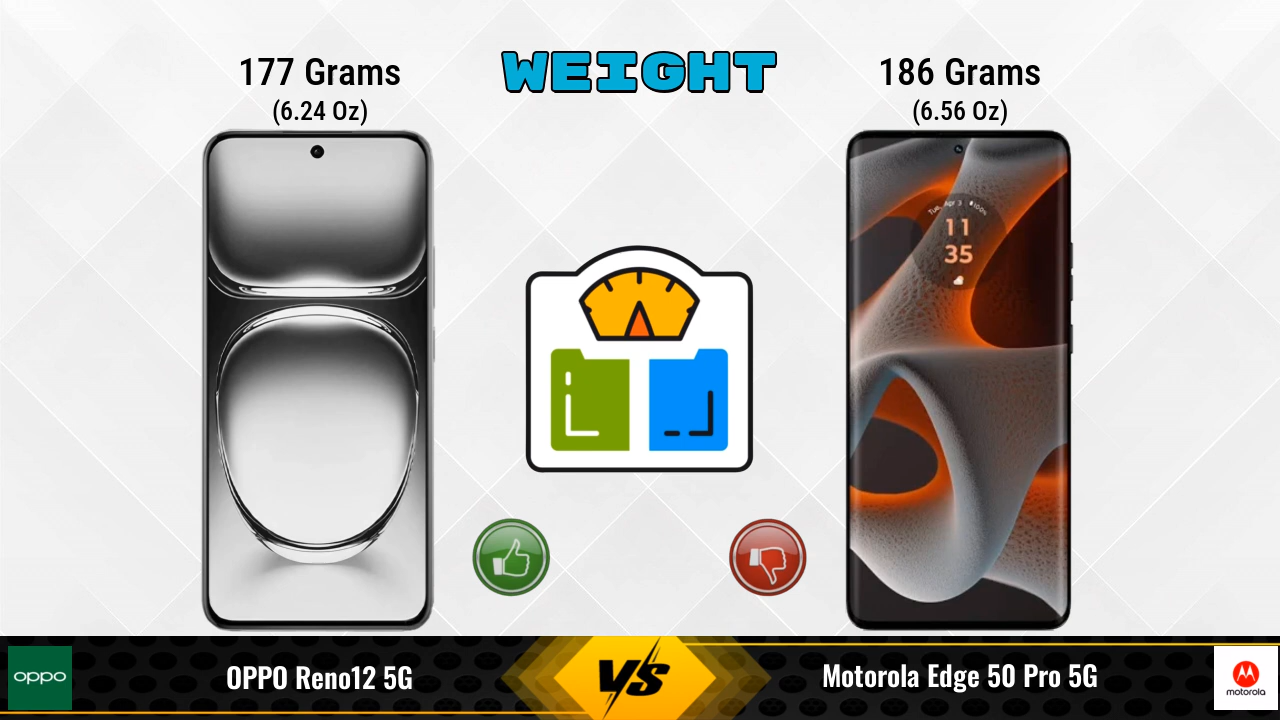 WEIGHT
177 Grams
(6.24 Oz)
186 Grams
(6.56 Oz)
Tue, Apr 3 100%
11
35
oppo
OPPO Reno12 5G
VS
Motorola Edge 50 Pro 5G
motorola